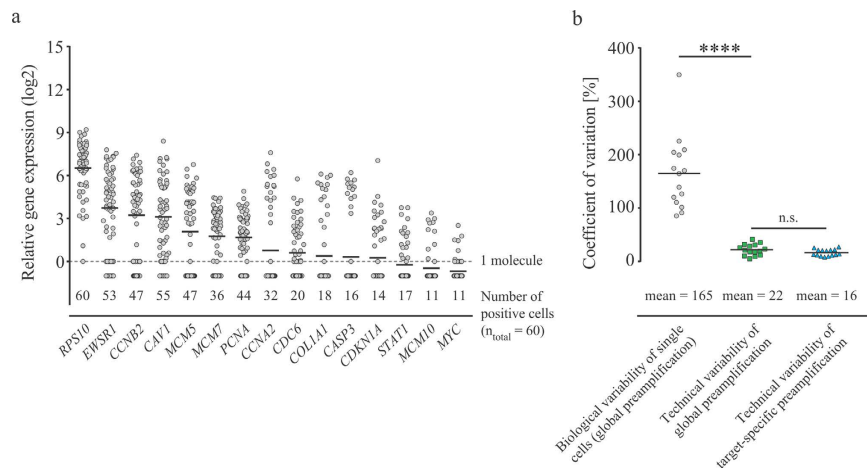 a
Relative gene expression (log2)
15
12
9
6
3
0
1 molecule
60 53 47 55 47 36 44 32 20 18 16 14 17 11 11
Number of
positive cells
(ntotal = 60)
RPS10
EWSR1
CCNB2
CAV1
MCM5
MCM7
PCNA
CCNA2
CDC6
COL1A1
CASP3
CDKN1A
STAT1
MCM10
MYC
b
Coefficient of variation [%]
400
300
200
100
0
****
n.s.
mean = 165 mean = 22 mean = 16
Biological variability of single
cells (global preamplification)
Technical variability of
global preamplification
Technical variability of
target-specific preamplification